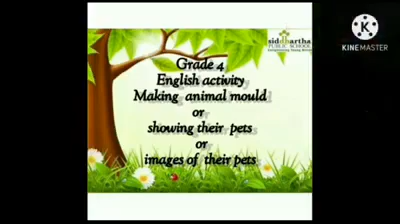 siddhartha
PUBLIC SCHOOL
KINEMASTER
Grade 4
English activity
Making animal mould
or
showing their pets
or
images of their pets